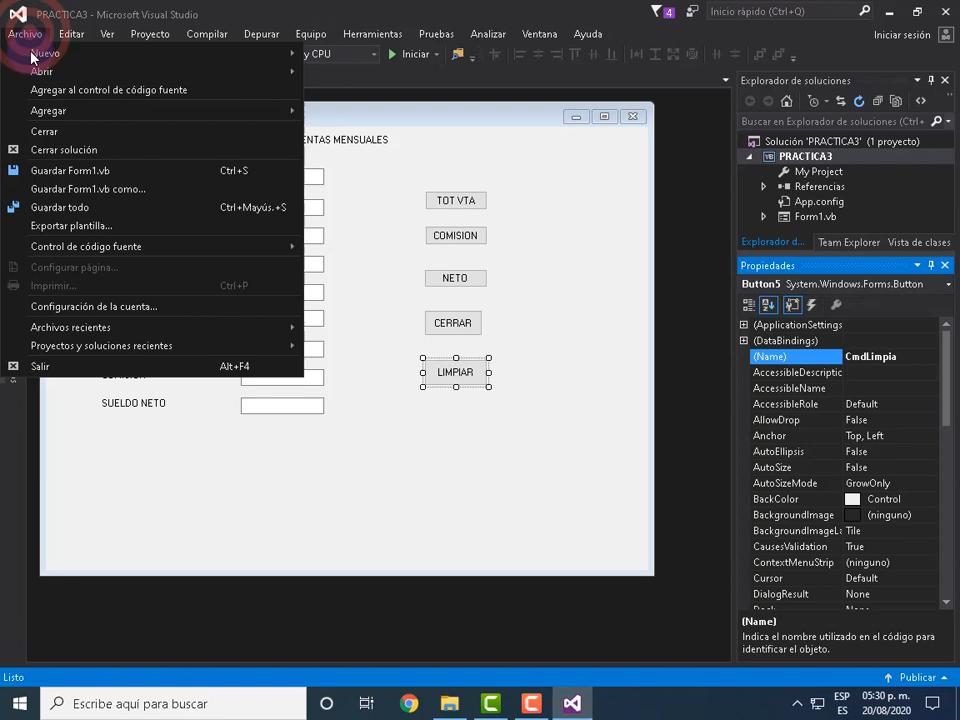 PRACTICA3 - Microsoft Visual Studio
4
Inicio rápido (Ctrl+Q)
Archivo Editar Ver Proyecto Compilar Depurar Equipo Herramientas Pruebas Analizar Ventana Ayuda
Iniciar sesión
y CPU
Iniciar
Nuevo
Abrir
Agregar al control de código fuente
Agregar
Cerrar
Cerrar solución
Guardar Form1.vb Ctrl+S
Guardar Form1.vb como...
Guardar todo Ctrl+Mayús.+S
Exportar plantilla...
Control de código fuente
Configurar página...
Imprimir... Ctrl+P
Configuración de la cuenta...
Archivos recientes
Proyectos y soluciones recientes
Salir Alt+F4
ENTAS MENSUALES
TOT VTA
COMISION
NETO
CERRAR
LIMPIAR
SUELDO NETO
Explorador de soluciones
Buscar en Explorador de soluciones (Ctrl+
Solución 'PRACTICA3' (1 proyecto)
VB PRACTICA3
My Project
Referencias
App.config
Form1.vb
Explorador d... Team Explorer Vista de clases
Propiedades
Button5 System.Windows.Forms.Button
(ApplicationSettings
(DataBindings)
(Name) CmdLimpia
AccessibleDescriptic
AccessibleName
AccessibleRole Default
AllowDrop False
Anchor Top, Left
AutoEllipsis False
AutoSize False
AutoSizeMode GrowOnly
BackColor Control
BackgroundImage (ninguno)
BackgroundImageLa Tile
CausesValidation True
ContextMenuStrip (ninguno)
Cursor Default
DialogResult None
(Name)
Indica el nombre utilizado en el código para
identificar el objeto.
Listo
Publicar
Escribe aquí para buscar
ESP
ES
05:30 p. m.
20/08/2020